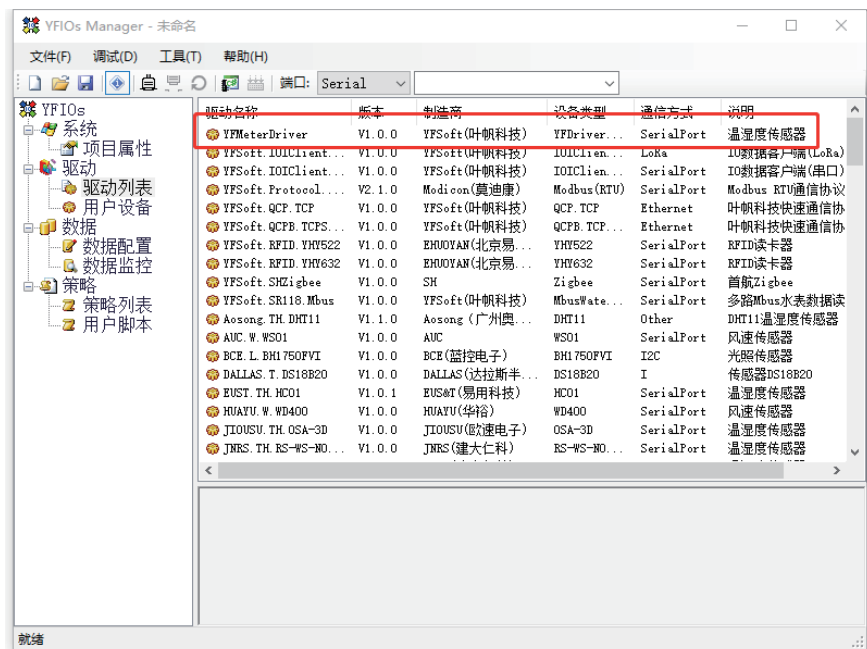 YFIOs Manager - 未命名
文件(F) 调试(D) 工具(T) 帮助(H)
端口: Serial
YFIOs
系统
项目属性
驱动
驱动列表
用户设备
数据
数据配置
数据监控
策略
策略列表
用户脚本
驱动名称 版本 制造商 设备类型 通信方式 说明
YFMeterDriver V1.0.0 YFSoft(叶帆科技) YFDriver... SerialPort 温湿度传感器
YFSoft.IOIClient... V1.0.0 YFSoft(叶帆科技) IOIClien... LoRa IO数据客户端(LoRa)
YFSoft.IOIClient... V1.0.0 YFSoft(叶帆科技) IOIClien... SerialPort IO数据客户端(串口)
YFSoft.Protocol.... V2.1.0 Modicon(莫迪康) Modbus(RTU) SerialPort Modbus RTU通信协议
YFSoft.QCP.TCP V1.0.0 YFSoft(叶帆科技) QCP.TCP Ethernet 叶帆科技快速通信协
YFSoft.QCPB.TCPS... V1.0.0 YFSoft(叶帆科技) QCPB.TCP... Ethernet 叶帆科技快速通信协
YFSoft.RFID.YHY522 V1.0.0 EHUOYAN(北京易... YHY522 SerialPort RFID读卡器
YFSoft.RFID.YHY632 V1.0.0 EHUOYAN(北京易... YHY632 SerialPort RFID读卡器
YFSoft.SHZigbee V1.0.0 SH Zigbee SerialPort 首航Zigbee
YFSoft.SR118.Mbus V1.0.0 YFSoft(叶帆科技) MbusWate... SerialPort 多路Mbus水表数据读
Aosong.TH.DHT11 V1.1.0 Aosong (广州奥... DHT11 Other DHT11温湿度传感器
AUC.W.WS01 V1.0.0 AUC WS01 SerialPort 风速传感器
BCE.L.BH1750FVI V1.0.0 BCE(蓝控电子) BH1750FVI I2C 光照传感器
DALLAS.T.DS18B20 V1.0.0 DALLAS(达拉斯半... DS18B20 I 传感器DS18B20
EUST.TH.HC01 V1.0.1 EUS&T(易用科技) HC01 SerialPort 温湿度传感器
HUAYU.W.WD400 V1.0.0 HUAYU(华裕) WD400 SerialPort 风速传感器
JIOUSU.TH.OSA-3D V1.0.0 JIOUSU(欧速电子) OSA-3D SerialPort 温湿度传感器
JNRS.TH.RS-WS-NO... V1.0.0 JNRS(建大仁科) RS-WS-NO... SerialPort 温湿度传感器
就绪